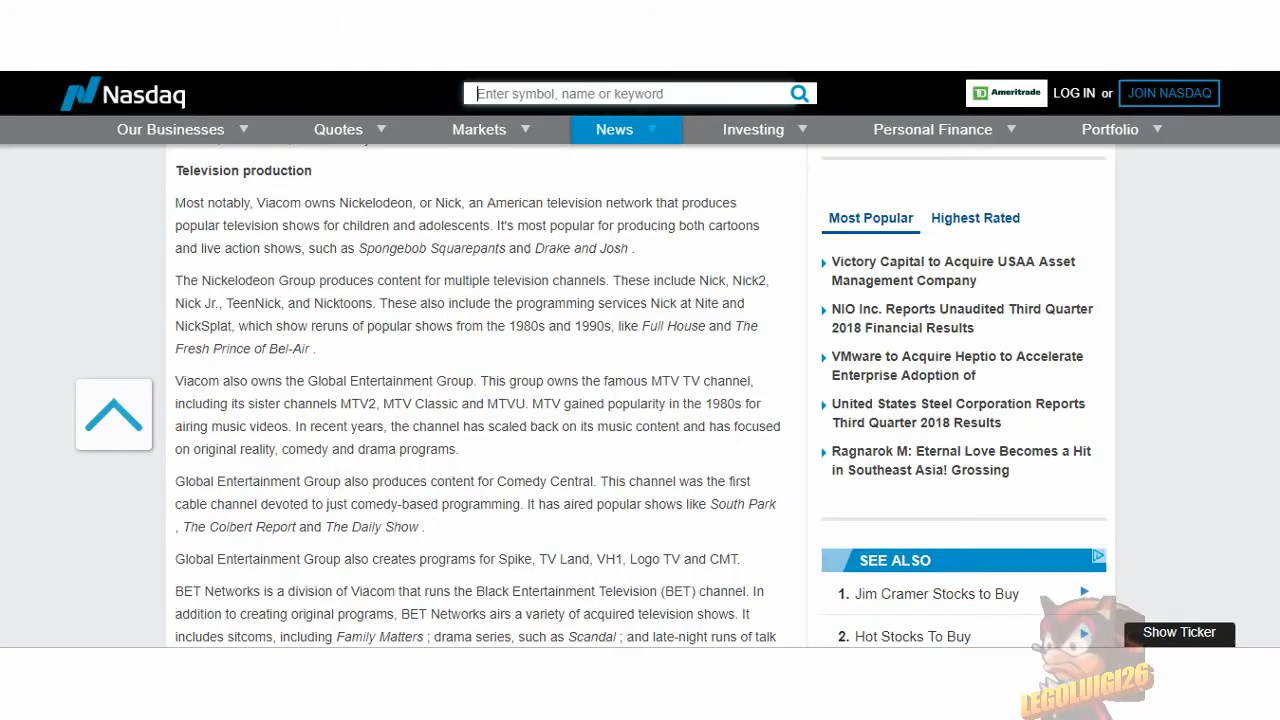 Nasdaq
Enter symbol, name or keyword
TD Ameritrade
LOG IN or JOIN NASDAQ
Our Businesses
Quotes
Markets
News
Investing
Personal Finance
Portfolio
Television production
Most notably, Viacom owns Nickelodeon, or Nick, an American television network that produces
popular television shows for children and adolescents. It's most popular for producing both cartoons
and live action shows, such as Spongebob Squarepants and Drake and Josh .
The Nickelodeon Group produces content for multiple television channels. These include Nick, Nick2,
Nick Jr., TeenNick, and Nicktoons. These also include the programming services Nick at Nite and
NickSplat, which show reruns of popular shows from the 1980s and 1990s, like Full House and The
Fresh Prince of Bel-Air .
Viacom also owns the Global Entertainment Group. This group owns the famous MTV TV channel,
including its sister channels MTV2, MTV Classic and MTVU. MTV gained popularity in the 1980s for
airing music videos. In recent years, the channel has scaled back on its music content and has focused
on original reality, comedy and drama programs.
Global Entertainment Group also produces content for Comedy Central. This channel was the first
cable channel devoted to just comedy-based programming. It has aired popular shows like South Park
, The Colbert Report and The Daily Show .
Global Entertainment Group also creates programs for Spike, TV Land, VH1, Logo TV and CMT.
BET Networks is a division of Viacom that runs the Black Entertainment Television (BET) channel. In
addition to creating original programs, BET Networks airs a variety of acquired television shows. It
includes sitcoms, including Family Matters ; drama series, such as Scandal ; and late-night runs of talk
Most Popular
Highest Rated
Victory Capital to Acquire USAA Asset
Management Company
NIO Inc. Reports Unaudited Third Quarter
2018 Financial Results
VMware to Acquire Heptio to Accelerate
Enterprise Adoption of
United States Steel Corporation Reports
Third Quarter 2018 Results
Ragnarok M: Eternal Love Becomes a Hit
in Southeast Asia! Grossing
SEE ALSO
1. Jim Cramer Stocks to Buy
2. Hot Stocks To Buy
Show Ticker
LEGOLUIGI26